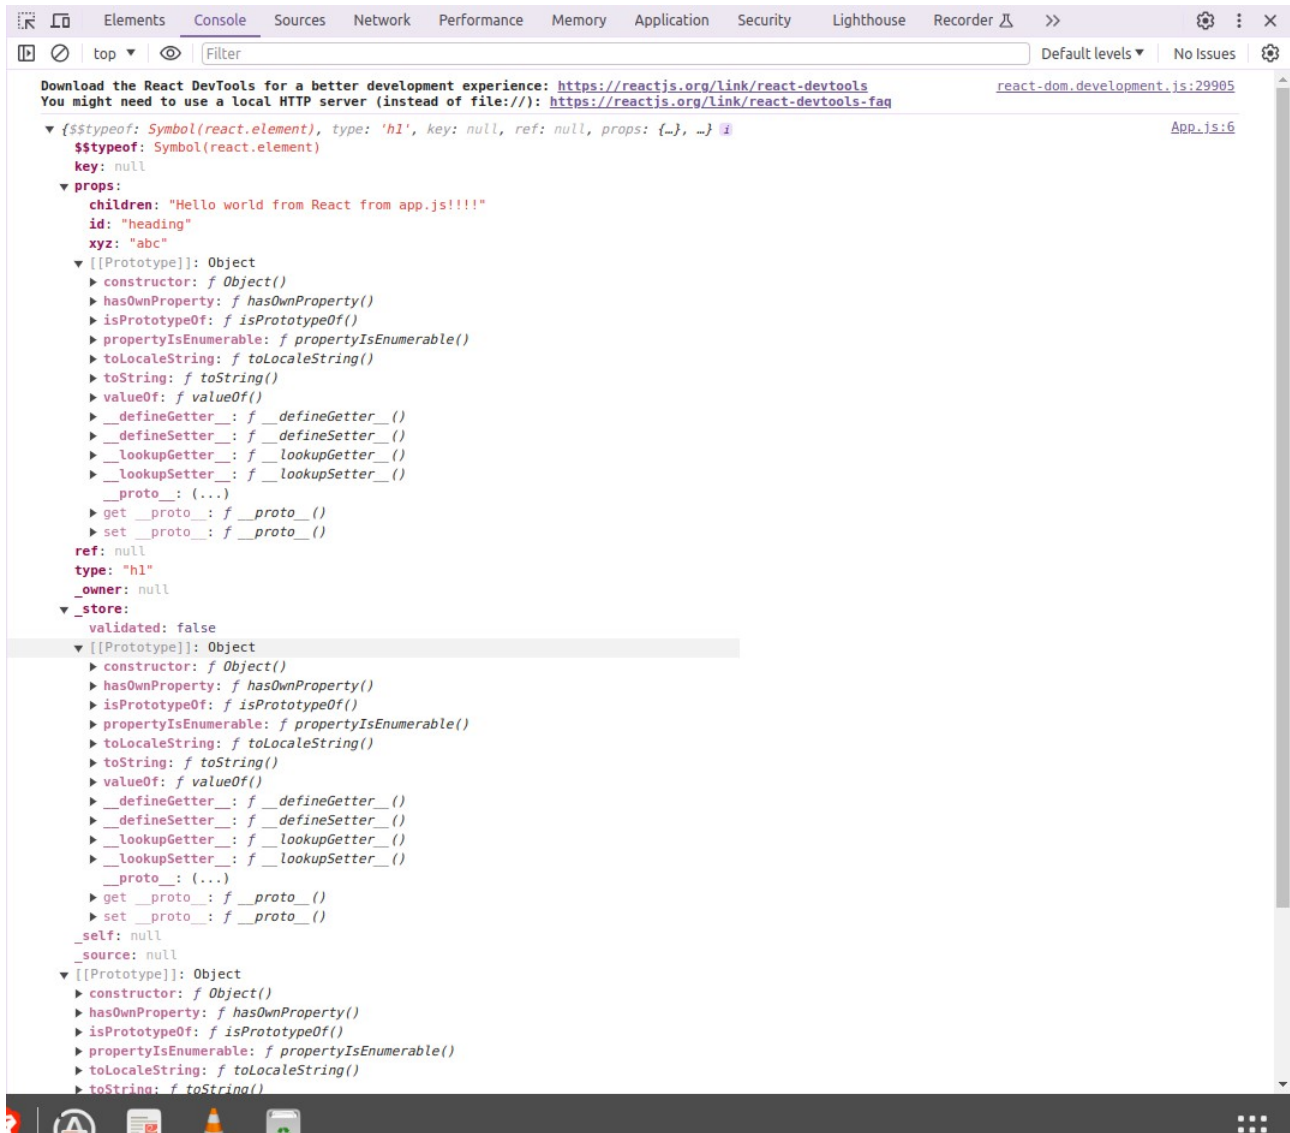 Elements Console Sources Network Performance Memory Application Security Lighthouse Recorder
top ▼ Filter Default levels ▼ No Issues
Download the React DevTools for a better development experience: https://reactjs.org/link/react-devtools react-dom.development.js:29905
You might need to use a local HTTP server (instead of file://): https://reactjs.org/link/react-devtools-faq
▼ {$$typeof: Symbol(react.element), type: 'h1', key: null, ref: null, props: {…}, …} i App.js:6
$$typeof: Symbol(react.element)
key: null
▼ props:
children: "Hello world from React from app.js!!!!"
id: "heading"
xyz: "abc"
▼ [[Prototype]]: Object
▶ constructor: ƒ Object()
▶ hasOwnProperty: ƒ hasOwnProperty()
▶ isPrototypeOf: ƒ isPrototypeOf()
▶ propertyIsEnumerable: ƒ propertyIsEnumerable()
▶ toLocaleString: ƒ toLocaleString()
▶ toString: ƒ toString()
▶ valueOf: ƒ valueOf()
▶ __defineGetter__: ƒ __defineGetter__()
▶ __defineSetter__: ƒ __defineSetter__()
▶ __lookupGetter__: ƒ __lookupGetter__()
▶ __lookupSetter__: ƒ __lookupSetter__()
__proto__: (...)
▶ get __proto__: ƒ __proto__()
▶ set __proto__: ƒ __proto__()
ref: null
type: "h1"
_owner: null
▼ _store:
validated: false
▼ [[Prototype]]: Object
▶ constructor: ƒ Object()
▶ hasOwnProperty: ƒ hasOwnProperty()
▶ isPrototypeOf: ƒ isPrototypeOf()
▶ propertyIsEnumerable: ƒ propertyIsEnumerable()
▶ toLocaleString: ƒ toLocaleString()
▶ toString: ƒ toString()
▶ valueOf: ƒ valueOf()
▶ __defineGetter__: ƒ __defineGetter__()
▶ __defineSetter__: ƒ __defineSetter__()
▶ __lookupGetter__: ƒ __lookupGetter__()
▶ __lookupSetter__: ƒ __lookupSetter__()
__proto__: (...)
▶ get __proto__: ƒ __proto__()
▶ set __proto__: ƒ __proto__()
_self: null
_source: null
▼ [[Prototype]]: Object
▶ constructor: ƒ Object()
▶ hasOwnProperty: ƒ hasOwnProperty()
▶ isPrototypeOf: ƒ isPrototypeOf()
▶ propertyIsEnumerable: ƒ propertyIsEnumerable()
▶ toLocaleString: ƒ toLocaleString()
▶ toString: ƒ toString()